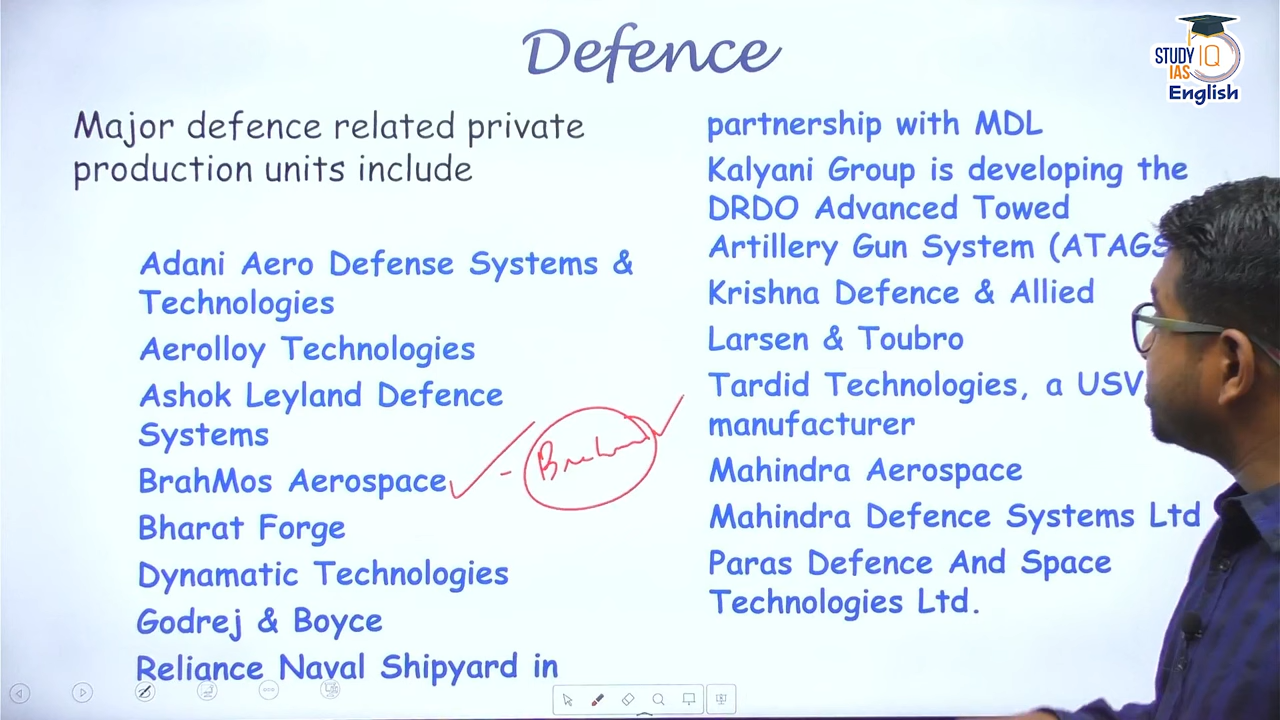 Defence
STUDY IQ
IAS
English
Major defence related private
production units include
Adani Aero Defense Systems &
Technologies
Aerolloy Technologies
Ashok Leyland Defence
Systems
BrahMos Aerospace
Bharat Forge
Dynamatic Technologies
Godrej & Boyce
Reliance Naval Shipyard in
partnership with MDL
Kalyani Group is developing the
DRDO Advanced Towed
Artillery Gun System (ATAGS
Krishna Defence & Allied
Larsen & Toubro
Tardid Technologies, a USV
manufacturer
Mahindra Aerospace
Mahindra Defence Systems Ltd
Paras Defence And Space
Technologies Ltd.